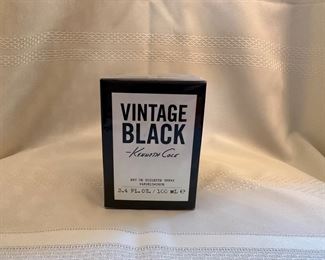 VINTAGE
BLACK
Kenneth Cole
EAU DE TOILETTE SPRAY
VAPORISATEUR
3.4 FL.OZ./100 mL ℮